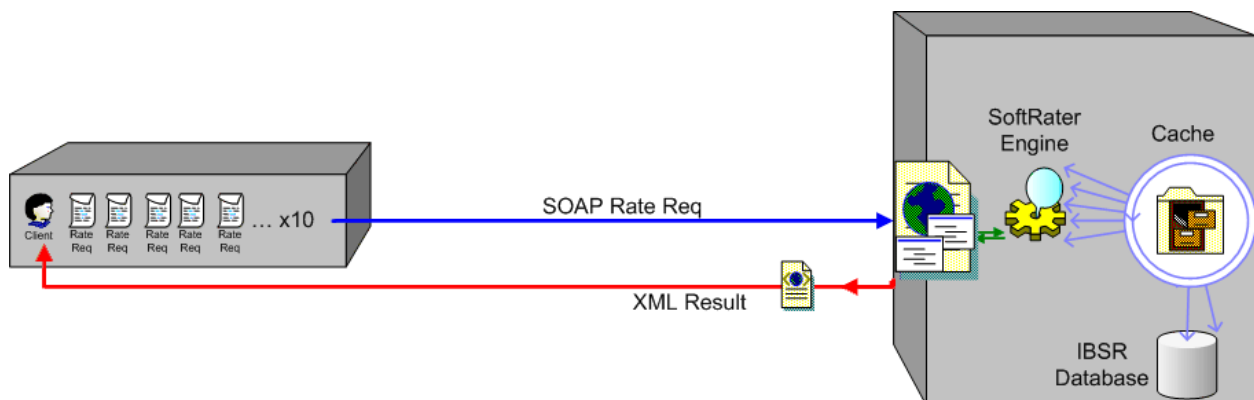 SoftRater
Engine
Cache
Client
Rate
Req
Rate
Req
Rate
Req
Rate
Req
Rate
Req
... x10
SOAP Rate Req
XML Result
IBSR
Database